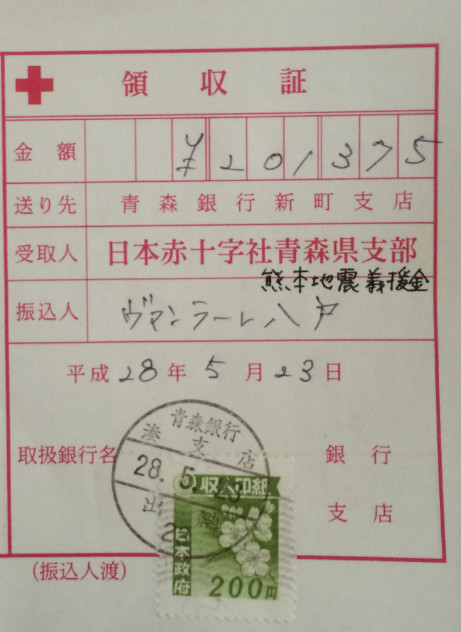 領収証
金額 ¥201375
送り先 青森銀行新町支店
受取人 日本赤十字社青森県支部
熊本地震義援金
振込人 ヴァンラーレ八戸
平成28年5月23日
取扱銀行名 銀行
支店
青森銀行
湊支店
28.5.23
出納
2
収入印紙
日本政府
200円
(振込人渡)